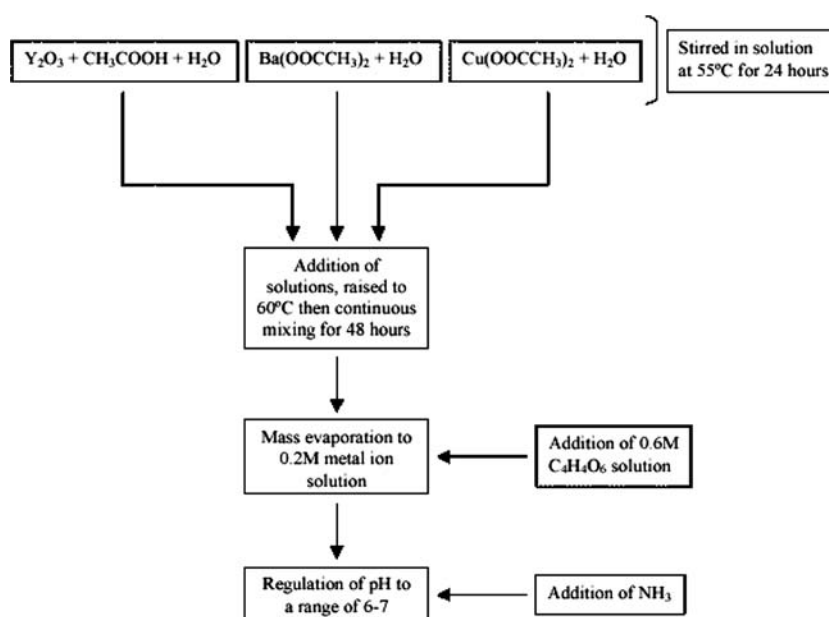 Y₂O₃ + CH₃COOH + H₂O
Ba(OOCCH₃)₂ + H₂O
Cu(OOCCH₃)₂ + H₂O
Stirred in solution
at 55ºC for 24 hours
Addition of
solutions, raised to
60ºC then continuous
mixing for 48 hours
Mass evaporation to
0.2M metal ion
solution
Addition of 0.6M
C₄H₄O₆ solution
Regulation of pH to
a range of 6-7
Addition of NH₃